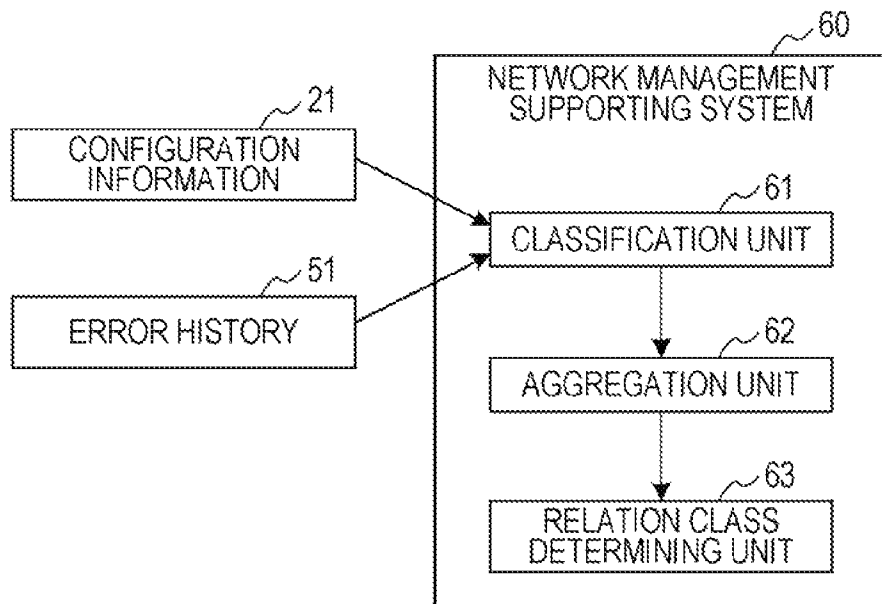 60
NETWORK MANAGEMENT
SUPPORTING SYSTEM
21
CONFIGURATION
INFORMATION
61
CLASSIFICATION UNIT
51
ERROR HISTORY
62
AGGREGATION UNIT
63
RELATION CLASS
DETERMINING UNIT